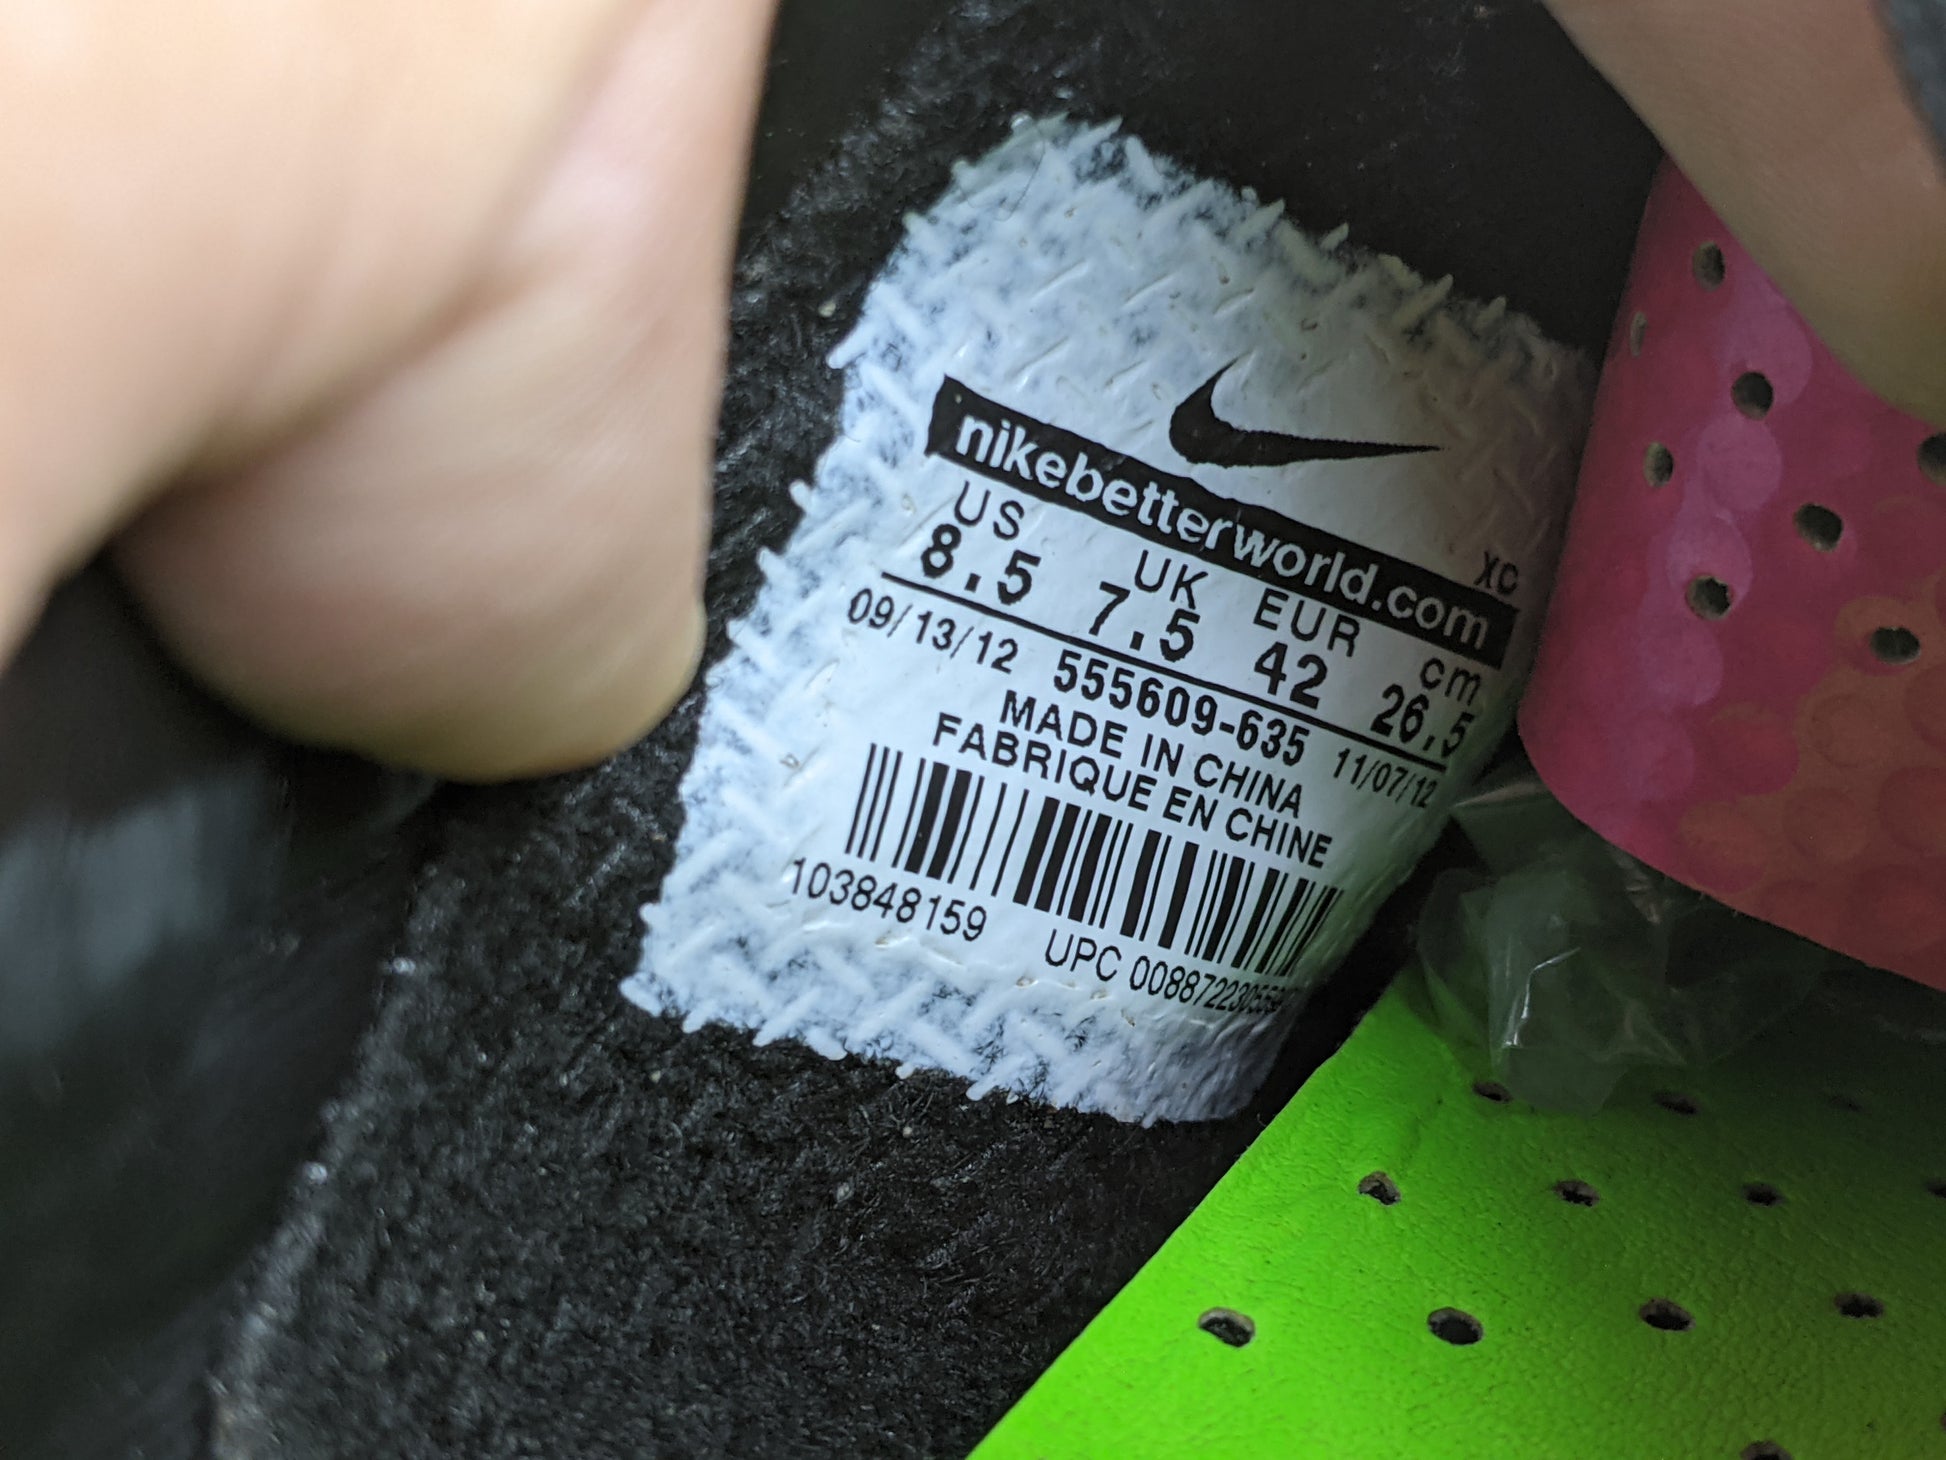 nikebetterworld.com
XC
US UK EUR cm
8.5 7.5 42 26.5
09/13/12 555609-635 11/07/12
MADE IN CHINA
FABRIQUE EN CHINE
103848159 UPC